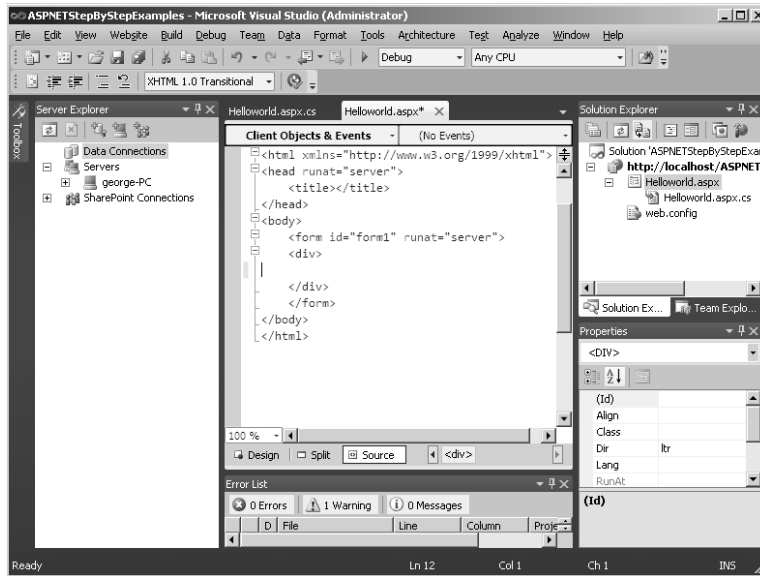 ASPNETStepByStepExamples - Microsoft Visual Studio (Administrator)
File Edit View Website Build Debug Team Data Format Tools Architecture Test Analyze Window Help
Debug Any CPU
XHTML 1.0 Transitional
Toolbox
Server Explorer
Data Connections
Servers
george-PC
SharePoint Connections
Helloworld.aspx.cs Helloworld.aspx*
Client Objects & Events (No Events)
<html xmlns="http://www.w3.org/1999/xhtml">
<head runat="server">
<title></title>
</head>
<body>
<form id="form1" runat="server">
<div>
</div>
</form>
</body>
</html>
100 %
Design Split Source <div>
Error List
0 Errors 1 Warning 0 Messages
D File Line Column Proje
Solution Explorer
Solution 'ASPNETStepByStepExa
http://localhost/ASPNET
Helloworld.aspx
Helloworld.aspx.cs
web.config
Solution Ex... Team Explo...
Properties
<DIV>
(Id)
Align
Class
Dir ltr
Lang
RunAt
(Id)
Ready Ln 12 Col 1 Ch 1 INS